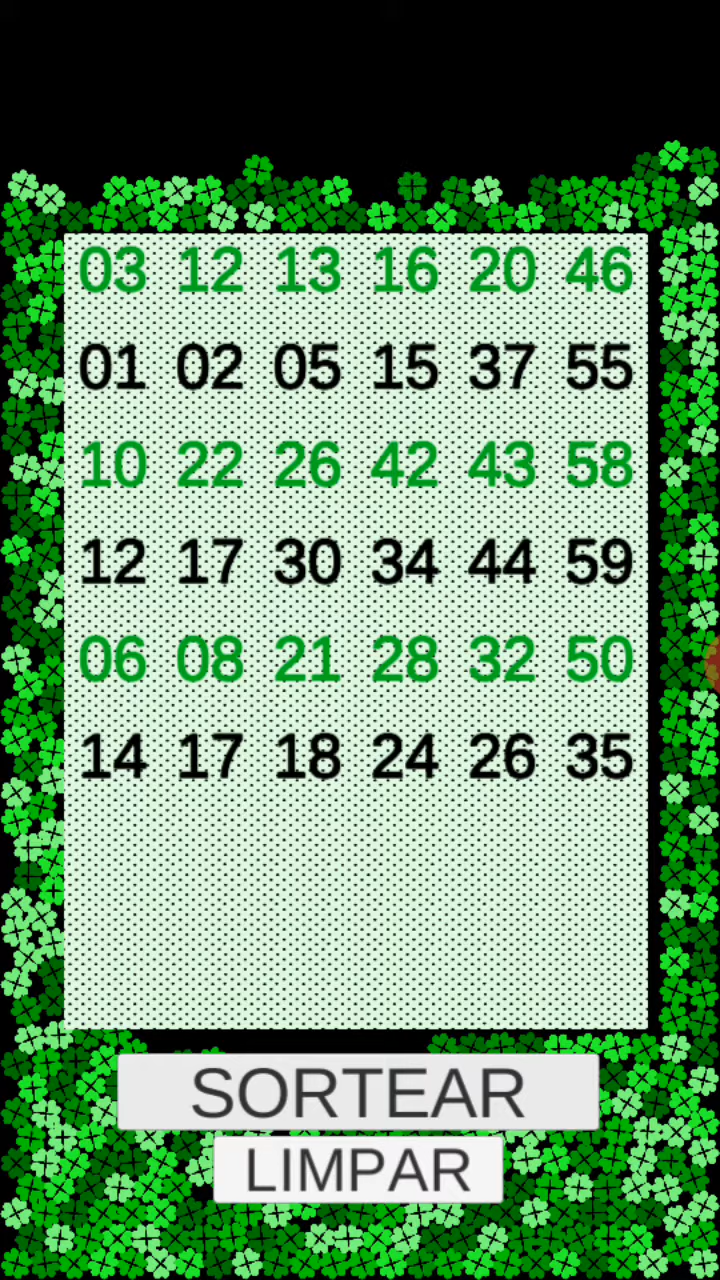 03 12 13 16 20 46
01 02 05 15 37 55
10 22 26 42 43 58
12 17 30 34 44 59
06 08 21 28 32 50
14 17 18 24 26 35
SORTEAR
LIMPAR